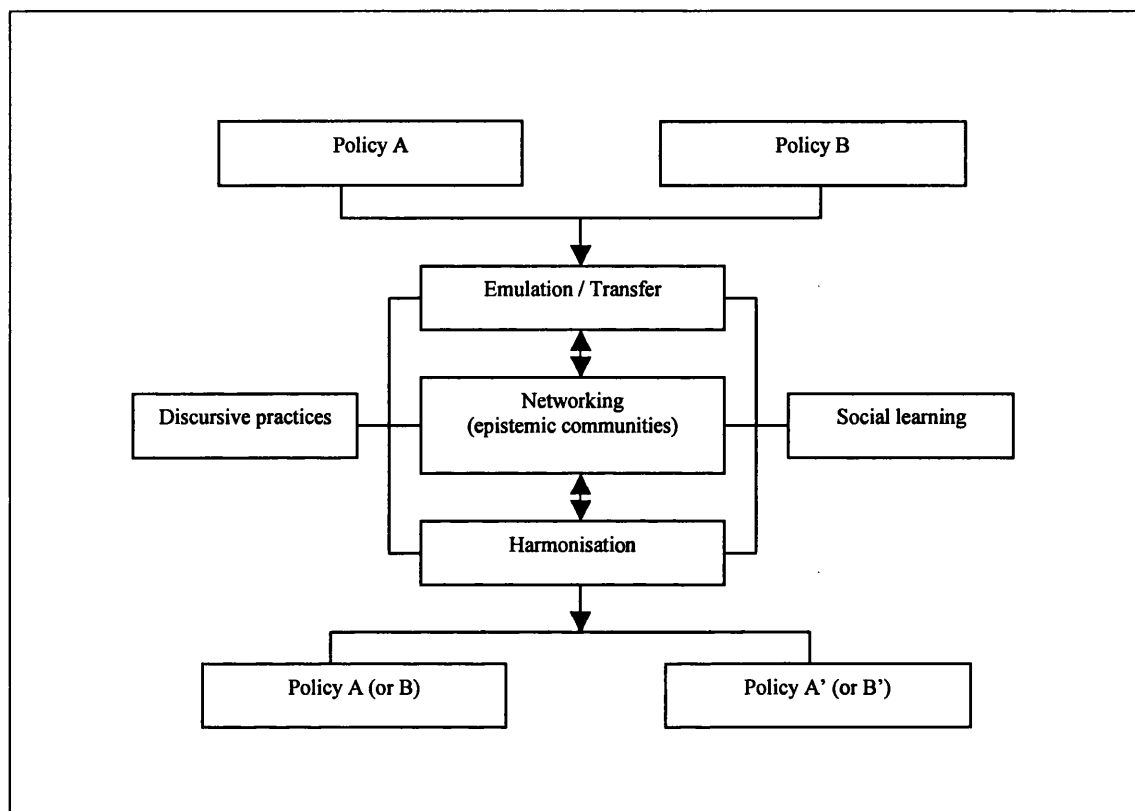 Policy A
Policy B
Emulation / Transfer
Discursive practices
Networking
(epistemic communities)
Social learning
Harmonisation
Policy A (or B)
Policy A’ (or B’)